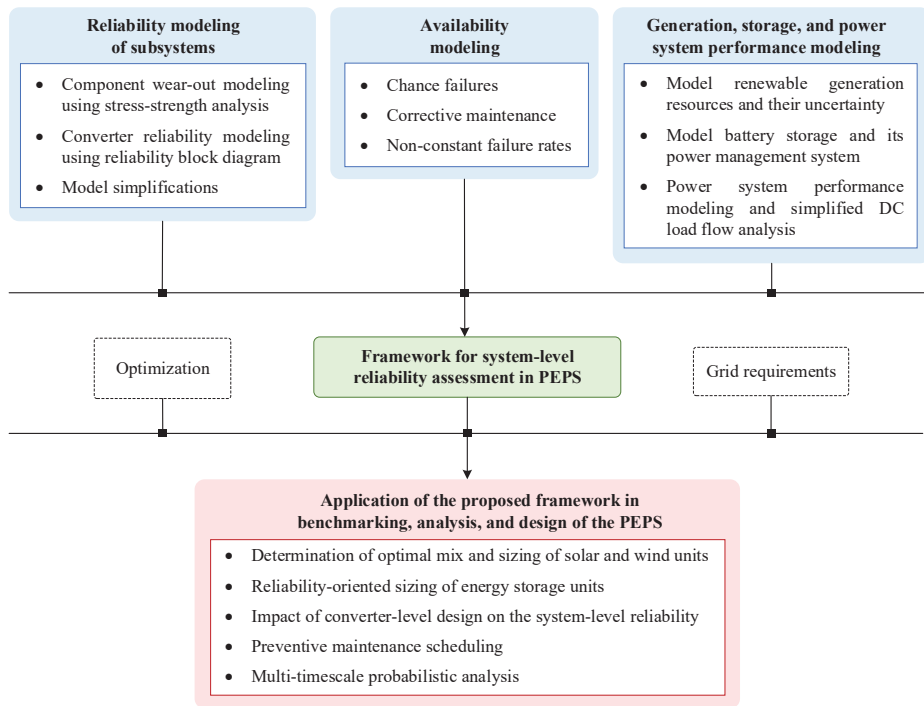 Reliability modeling
of subsystems
• Component wear-out modeling
using stress-strength analysis
• Converter reliability modeling
using reliability block diagram
• Model simplifications
Availability
modeling
• Chance failures
• Corrective maintenance
• Non-constant failure rates
Generation, storage, and power
system performance modeling
• Model renewable generation
resources and their uncertainty
• Model battery storage and its
power management system
• Power system performance
modeling and simplified DC
load flow analysis
Optimization
Framework for system-level
reliability assessment in PEPS
Grid requirements
Application of the proposed framework in
benchmarking, analysis, and design of the PEPS
• Determination of optimal mix and sizing of solar and wind units
• Reliability-oriented sizing of energy storage units
• Impact of converter-level design on the system-level reliability
• Preventive maintenance scheduling
• Multi-timescale probabilistic analysis